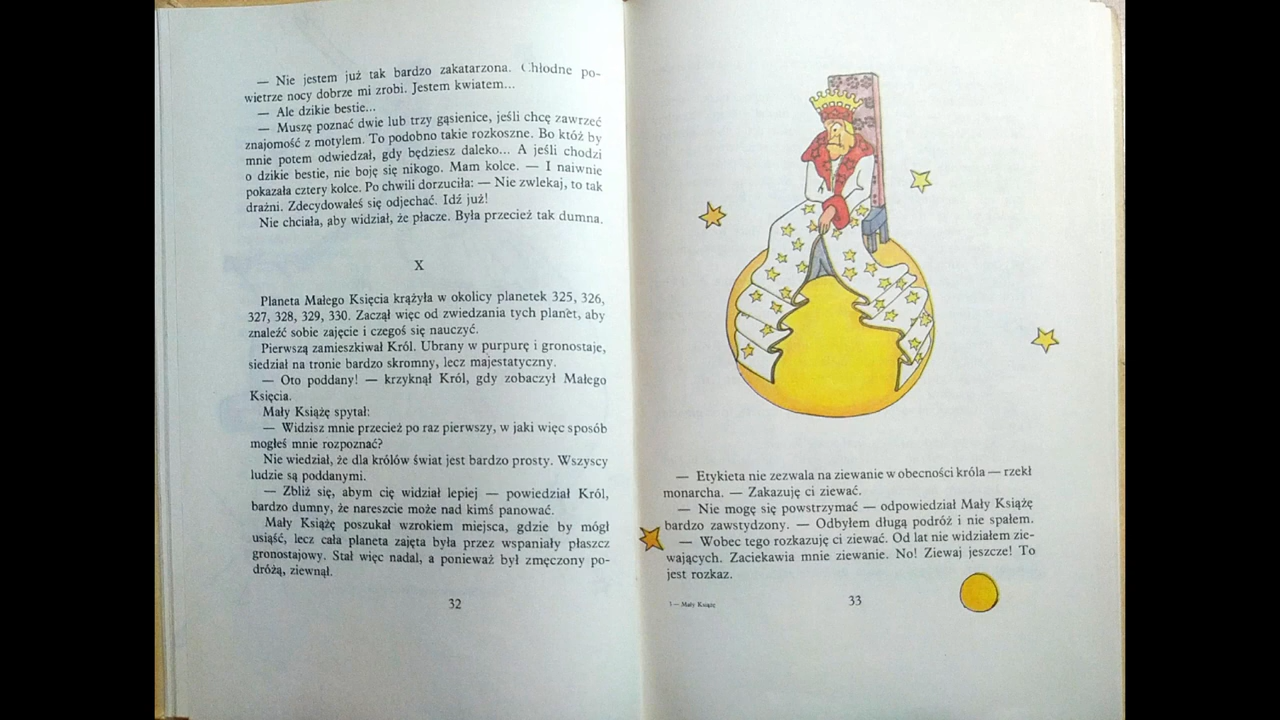 — Nie jestem już tak bardzo zakatarzona. Chłodne po-
wietrze nocy dobrze mi zrobi. Jestem kwiatem...
— Ale dzikie bestie...
— Muszę poznać dwie lub trzy gąsienice, jeśli chcę zawrzeć
znajomość z motylem. To podobno takie rozkoszne. Bo któż by
mnie potem odwiedzał, gdy będziesz daleko... A jeśli chodzi
o dzikie bestie, nie boję się nikogo. Mam kolce. — I naiwnie
pokazała cztery kolce. Po chwili dorzuciła: — Nie zwlekaj, to tak
drażni. Zdecydowałeś się odjechać. Idź już!
Nie chciała, aby widział, że płacze. Była przecież tak dumna.
X
Planeta Małego Księcia krążyła w okolicy planetek 325, 326,
327, 328, 329, 330. Zaczął więc od zwiedzania tych planet, aby
znaleźć sobie zajęcie i czegoś się nauczyć.
Pierwszą zamieszkiwał Król. Ubrany w purpurę i gronostaje,
siedział na tronie bardzo skromny, lecz majestatyczny.
— Oto poddany! — krzyknął Król, gdy zobaczył Małego
Księcia.
Mały Książę spytał:
— Widzisz mnie przecież po raz pierwszy, w jaki więc sposób
mogłeś mnie rozpoznać?
Nie wiedział, że dla królów świat jest bardzo prosty. Wszyscy
ludzie są poddanymi.
— Zbliż się, abym cię widział lepiej — powiedział Król,
bardzo dumny, że nareszcie może nad kimś panować.
Mały Książę poszukał wzrokiem miejsca, gdzie by mógł
usiąść, lecz cała planeta zajęta była przez wspaniały płaszcz
gronostajowy. Stał więc nadal, a ponieważ był zmęczony po-
dróżą, ziewnął.
32
— Etykieta nie zezwala na ziewanie w obecności króla — rzekł
monarcha. — Zakazuję ci ziewać.
— Nie mogę się powstrzymać — odpowiedział Mały Książę
bardzo zawstydzony. — Odbyłem długą podróż i nie spałem.
— Wobec tego rozkazuję ci ziewać. Od lat nie widziałem zie-
wających. Zaciekawia mnie ziewanie. No! Ziewaj jeszcze! To
jest rozkaz.
3 — Mały Książę
33